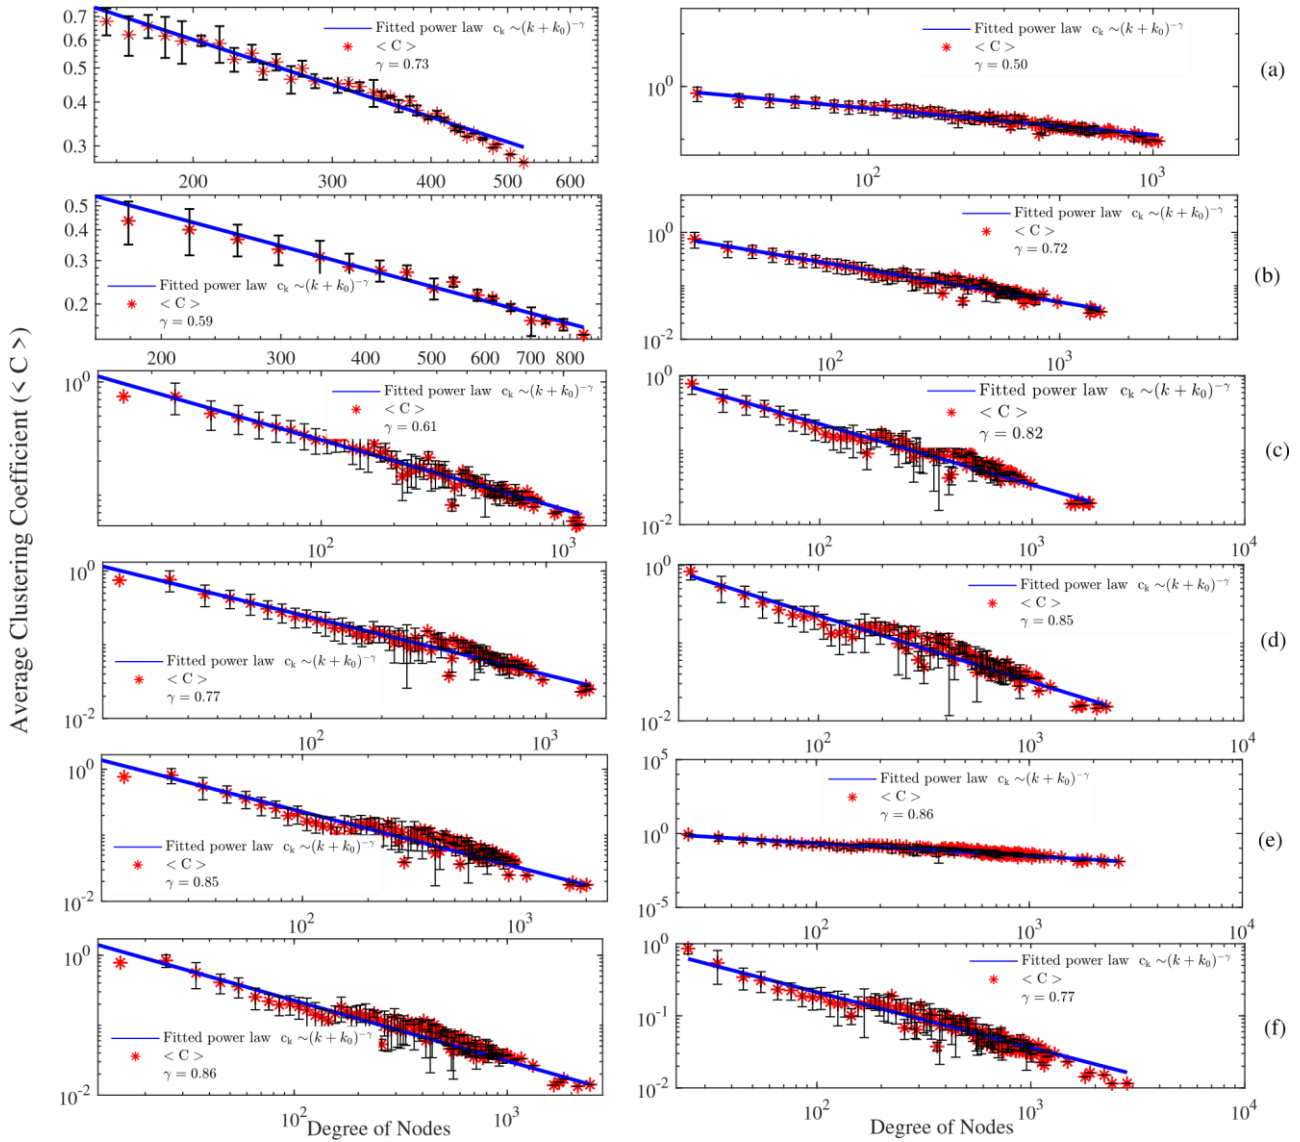 Average Clustering Coefficient (< C >)
0.7
0.6
0.5
0.4
0.3
Fitted power law c_k ~(k + k_0)^{-γ}
< C >
γ = 0.73
200 300 400 500 600
10^0
Fitted power law c_k ~(k + k_0)^{-γ}
< C >
γ = 0.50
10^2 10^3
(a)
0.5
0.4
0.3
0.2
Fitted power law c_k ~(k + k_0)^{-γ}
< C >
γ = 0.59
200 300 400 500 600 700 800
10^0
10^{-2}
Fitted power law c_k ~(k + k_0)^{-γ}
< C >
γ = 0.72
10^2 10^3
(b)
10^0
Fitted power law c_k ~(k + k_0)^{-γ}
< C >
γ = 0.61
10^2 10^3
10^0
10^{-2}
Fitted power law c_k ~(k + k_0)^{-γ}
< C >
γ = 0.82
10^2 10^3 10^4
(c)
10^0
10^{-2}
Fitted power law c_k ~(k + k_0)^{-γ}
< C >
γ = 0.77
10^2 10^3
10^0
10^{-2}
Fitted power law c_k ~(k + k_0)^{-γ}
< C >
γ = 0.85
10^2 10^3 10^4
(d)
10^0
10^{-2}
Fitted power law c_k ~(k + k_0)^{-γ}
< C >
γ = 0.85
10^2 10^3
10^5
10^0
10^{-5}
Fitted power law c_k ~(k + k_0)^{-γ}
< C >
γ = 0.86
10^2 10^3 10^4
(e)
10^0
10^{-2}
Fitted power law c_k ~(k + k_0)^{-γ}
< C >
γ = 0.86
10^2 10^3
Degree of Nodes
10^0
10^{-1}
10^{-2}
Fitted power law c_k ~(k + k_0)^{-γ}
< C >
γ = 0.77
10^2 10^3 10^4
Degree of Nodes
(f)